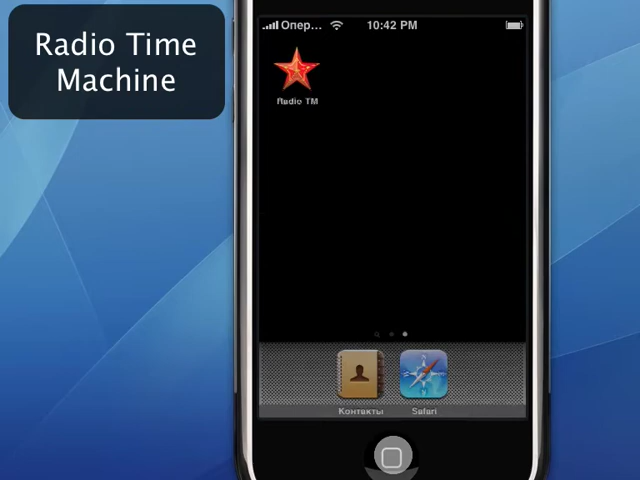 Radio Time
Machine
Опер...
10:42 PM
Radio TM
Контакты
Safari